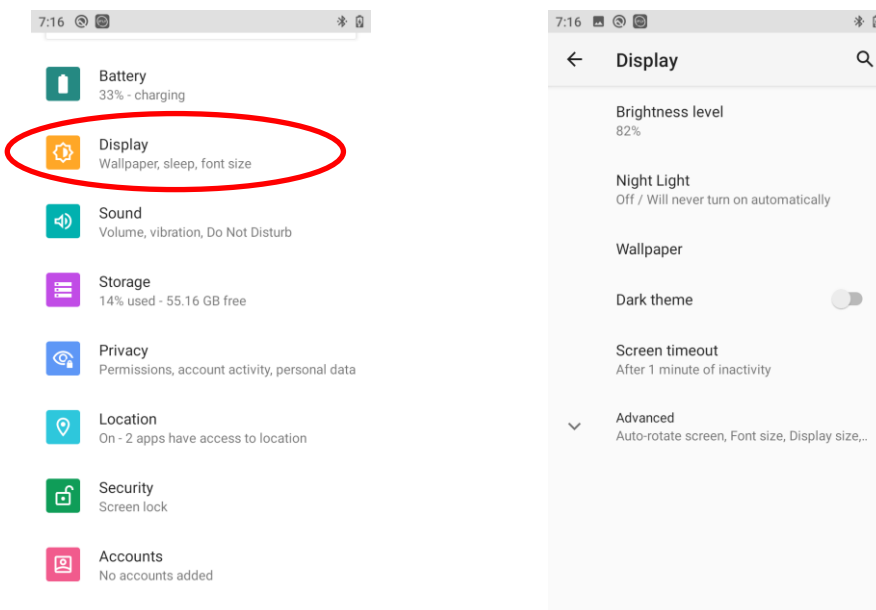 7:16
Battery
33% - charging
Display
Wallpaper, sleep, font size
Sound
Volume, vibration, Do Not Disturb
Storage
14% used - 55.16 GB free
Privacy
Permissions, account activity, personal data
Location
On - 2 apps have access to location
Security
Screen lock
Accounts
No accounts added
7:16
Display
Brightness level
82%
Night Light
Off / Will never turn on automatically
Wallpaper
Dark theme
Screen timeout
After 1 minute of inactivity
Advanced
Auto-rotate screen, Font size, Display size,..